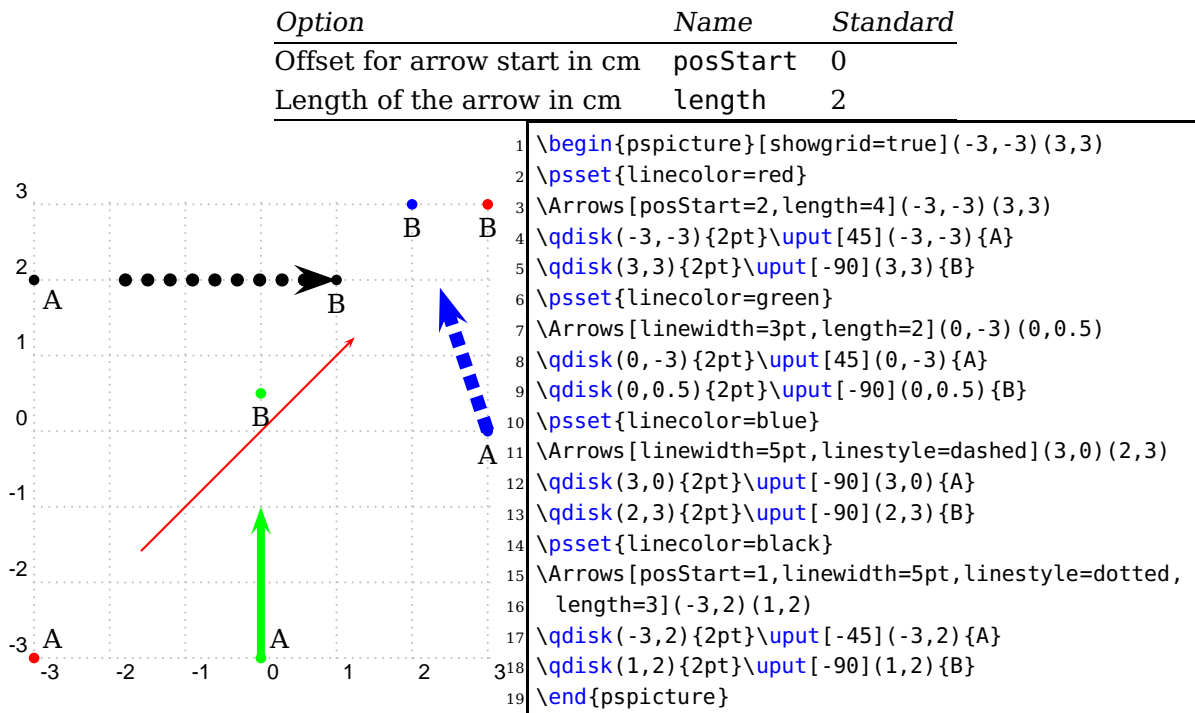 Option Name Standard
Offset for arrow start in cm posStart 0
Length of the arrow in cm length 2
3
B B
2
A
B
1
0
B
A
-1
-2
-3
A A
-3 -2 -1 0 1 2 3
1 \begin{pspicture}[showgrid=true](-3,-3)(3,3)
2 \psset{linecolor=red}
3 \Arrows[posStart=2,length=4](-3,-3)(3,3)
4 \qdisk(-3,-3){2pt}\uput[45](-3,-3){A}
5 \qdisk(3,3){2pt}\uput[-90](3,3){B}
6 \psset{linecolor=green}
7 \Arrows[linewidth=3pt,length=2](0,-3)(0,0.5)
8 \qdisk(0,-3){2pt}\uput[45](0,-3){A}
9 \qdisk(0,0.5){2pt}\uput[-90](0,0.5){B}
10 \psset{linecolor=blue}
11 \Arrows[linewidth=5pt,linestyle=dashed](3,0)(2,3)
12 \qdisk(3,0){2pt}\uput[-90](3,0){A}
13 \qdisk(2,3){2pt}\uput[-90](2,3){B}
14 \psset{linecolor=black}
15 \Arrows[posStart=1,linewidth=5pt,linestyle=dotted,
16 length=3](-3,2)(1,2)
17 \qdisk(-3,2){2pt}\uput[-45](-3,2){A}
18 \qdisk(1,2){2pt}\uput[-90](1,2){B}
19 \end{pspicture}